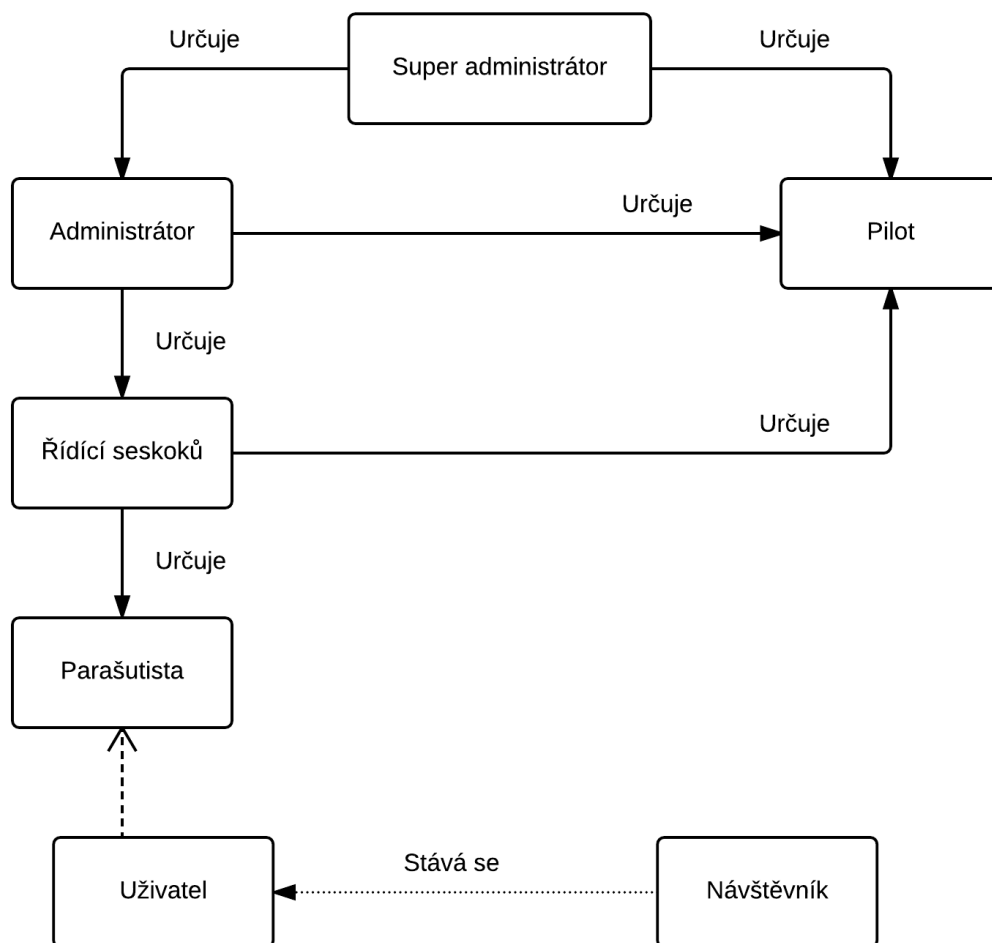 Určuje
Super administrátor
Určuje
Administrátor
Určuje
Pilot
Určuje
Řídící seskoků
Určuje
Určuje
Parašutista
Uživatel
Stává se
Návštěvník